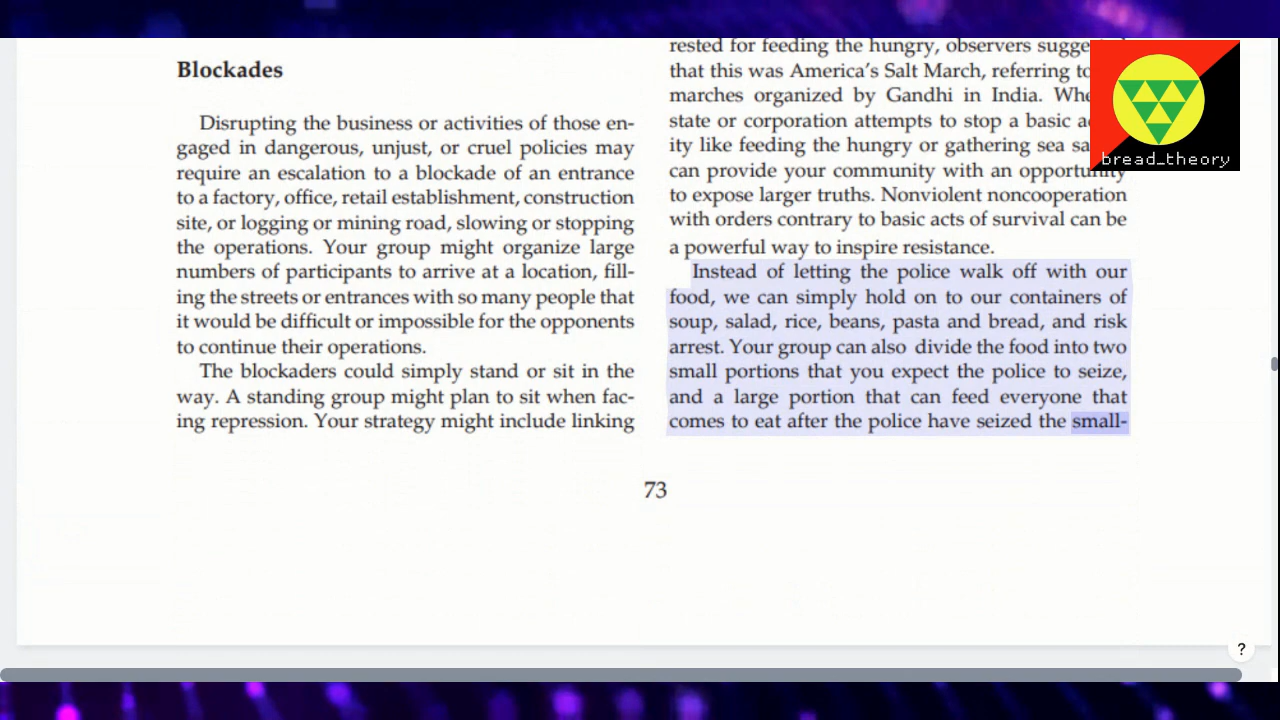 Blockades
Disrupting the business or activities of those en-
gaged in dangerous, unjust, or cruel policies may
require an escalation to a blockade of an entrance
to a factory, office, retail establishment, construction
site, or logging or mining road, slowing or stopping
the operations. Your group might organize large
numbers of participants to arrive at a location, fill-
ing the streets or entrances with so many people that
it would be difficult or impossible for the opponents
to continue their operations.
The blockaders could simply stand or sit in the
way. A standing group might plan to sit when fac-
ing repression. Your strategy might include linking
rested for feeding the hungry, observers
that this was America's Salt March, referring to
marches organized by Gandhi in India.
state or corporation attempts to stop a basic
ity like feeding the hungry or gathering sea
can provide your community with an opportunity
to expose larger truths. Nonviolent noncooperation
with orders contrary to basic acts of survival can be
a powerful way to inspire resistance.
Instead of letting the police walk off with our
food, we can simply hold on to our containers of
soup, salad, rice, beans, pasta and bread, and risk
arrest. Your group can also divide the food into two
small portions that you expect the police to seize,
and a large portion that can feed everyone that
comes to eat after the police have seized the small-
73
bread_theory
?